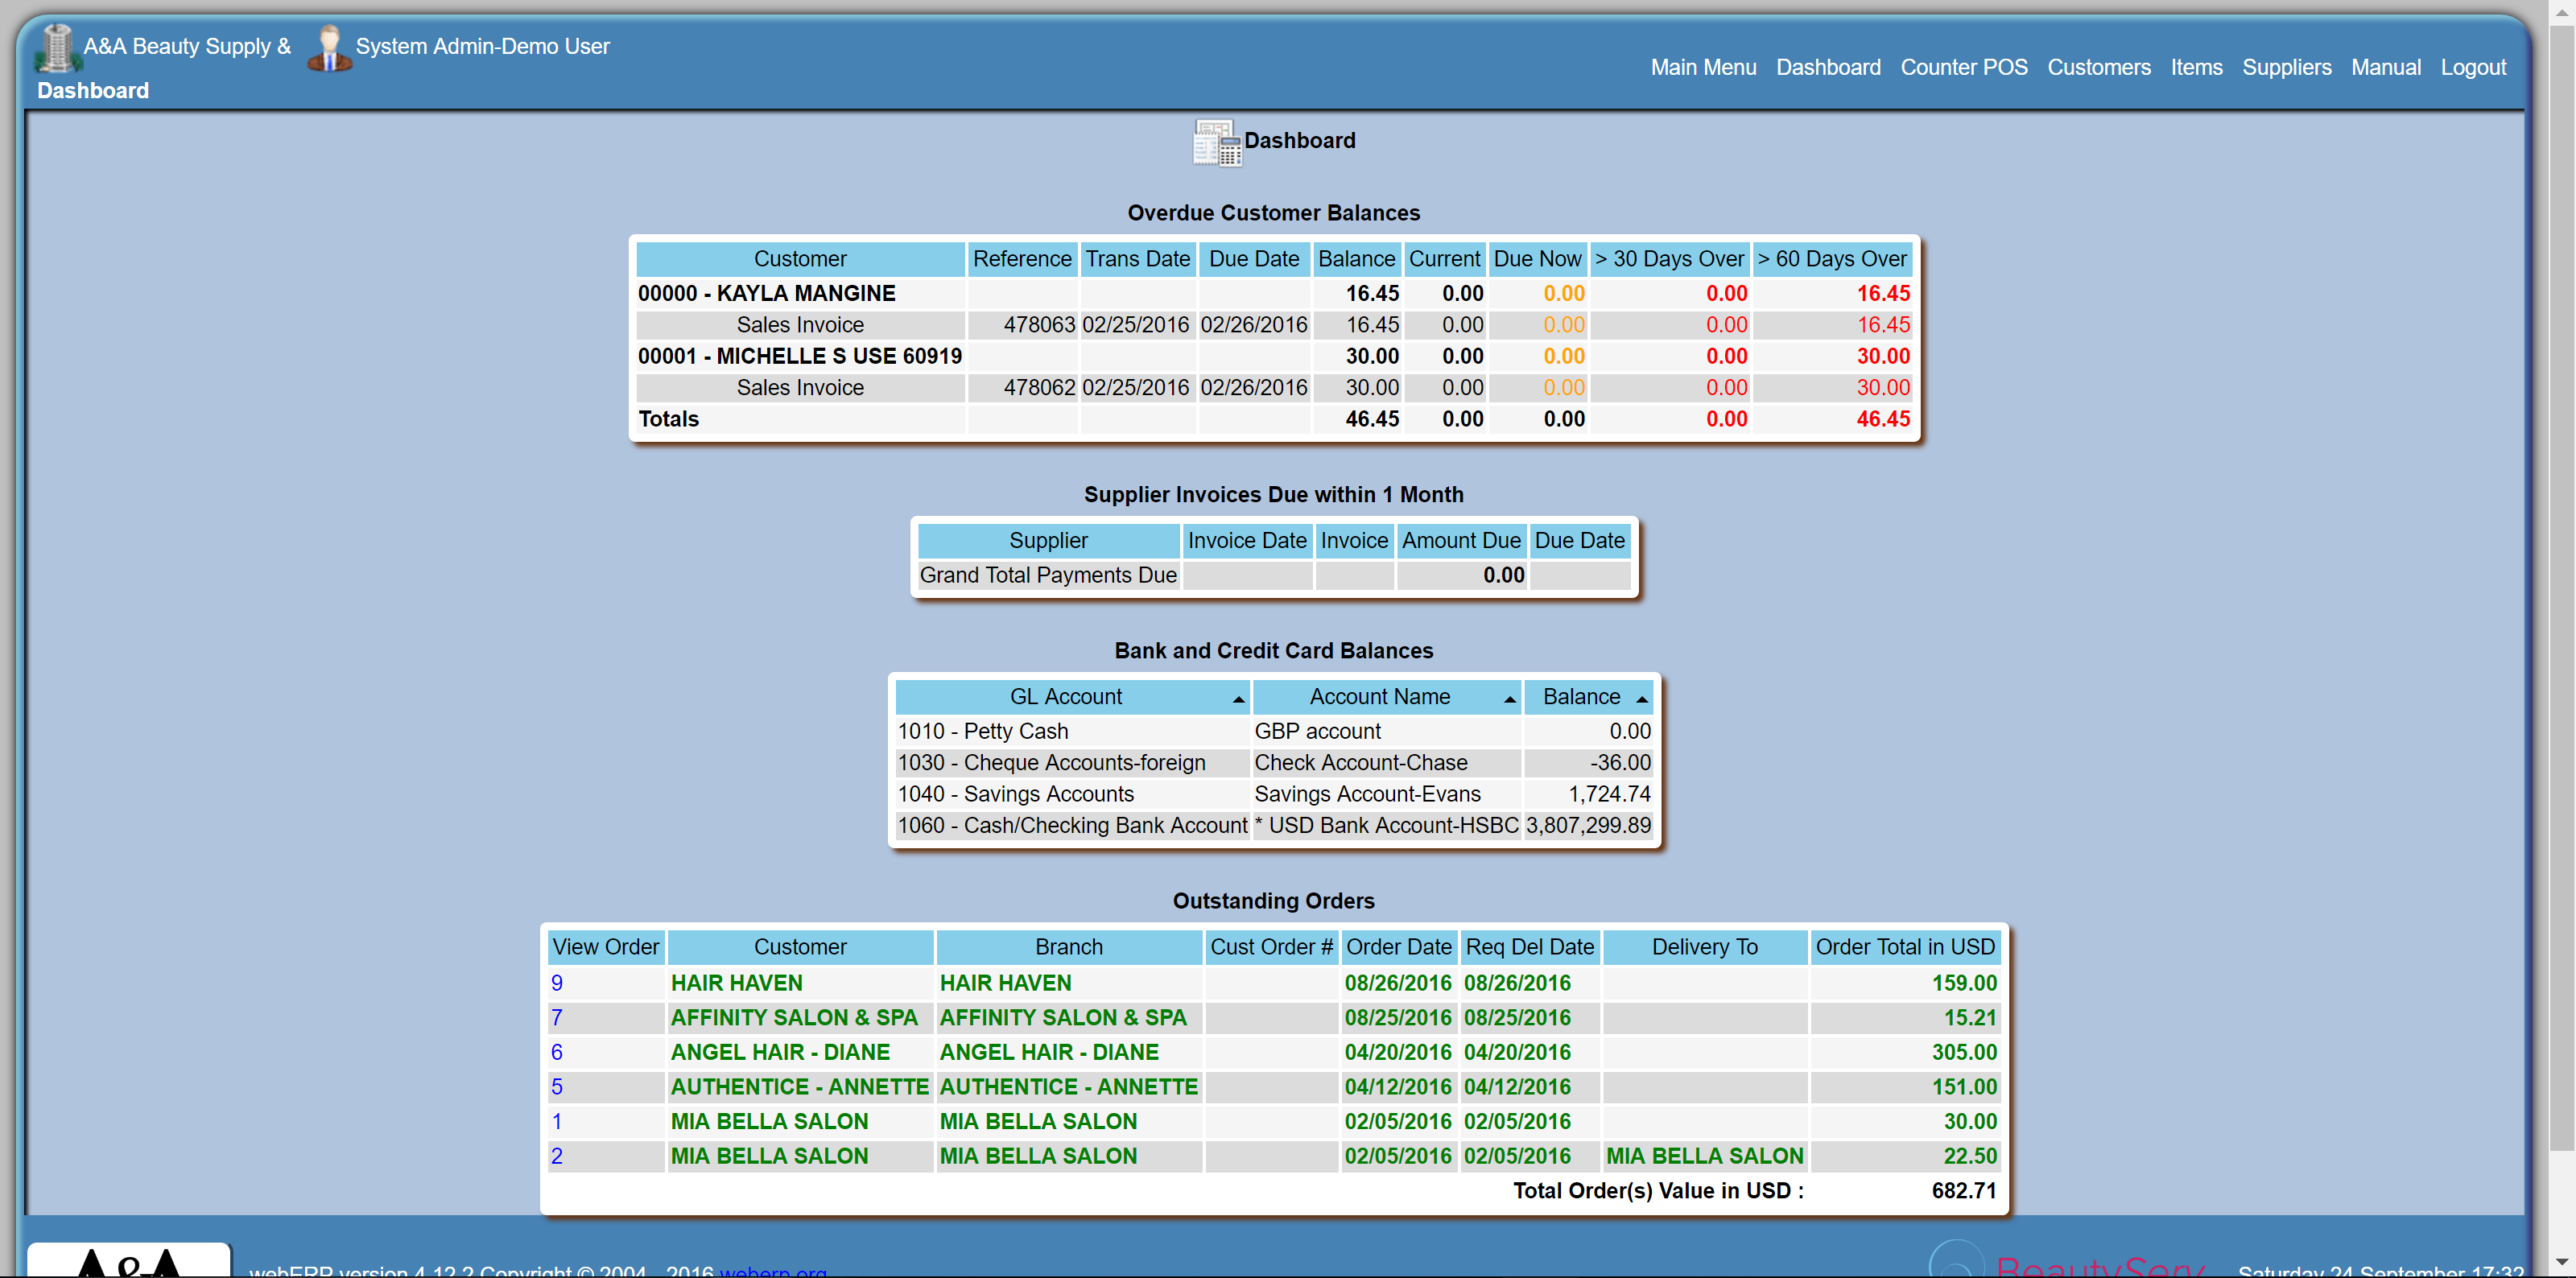 A&A Beauty Supply & System Admin-Demo User
Dashboard
Main Menu Dashboard Counter POS Customers Items Suppliers Manual Logout
Dashboard
Overdue Customer Balances
Customer Reference Trans Date Due Date Balance Current Due Now > 30 Days Over > 60 Days Over
00000 - KAYLA MANGINE 16.45 0.00 0.00 0.00 16.45
Sales Invoice 478063 02/25/2016 02/26/2016 16.45 0.00 0.00 0.00 16.45
00001 - MICHELLE S USE 60919 30.00 0.00 0.00 0.00 30.00
Sales Invoice 478062 02/25/2016 02/26/2016 30.00 0.00 0.00 0.00 30.00
Totals 46.45 0.00 0.00 0.00 46.45
Supplier Invoices Due within 1 Month
Supplier Invoice Date Invoice Amount Due Due Date
Grand Total Payments Due 0.00
Bank and Credit Card Balances
GL Account Account Name Balance
1010 - Petty Cash GBP account 0.00
1030 - Cheque Accounts-foreign Check Account-Chase -36.00
1040 - Savings Accounts Savings Account-Evans 1,724.74
1060 - Cash/Checking Bank Account * USD Bank Account-HSBC 3,807,299.89
Outstanding Orders
View Order Customer Branch Cust Order # Order Date Req Del Date Delivery To Order Total in USD
9 HAIR HAVEN HAIR HAVEN 08/26/2016 08/26/2016 159.00
7 AFFINITY SALON & SPA AFFINITY SALON & SPA 08/25/2016 08/25/2016 15.21
6 ANGEL HAIR - DIANE ANGEL HAIR - DIANE 04/20/2016 04/20/2016 305.00
5 AUTHENTICE - ANNETTE AUTHENTICE - ANNETTE 04/12/2016 04/12/2016 151.00
1 MIA BELLA SALON MIA BELLA SALON 02/05/2016 02/05/2016 30.00
2 MIA BELLA SALON MIA BELLA SALON 02/05/2016 02/05/2016 MIA BELLA SALON 22.50
Total Order(s) Value in USD : 682.71
A&A webERP version 4.12.2 Copyright © 2004 - 2016 weberp.org BeautyServ Saturday 24 September 17:32